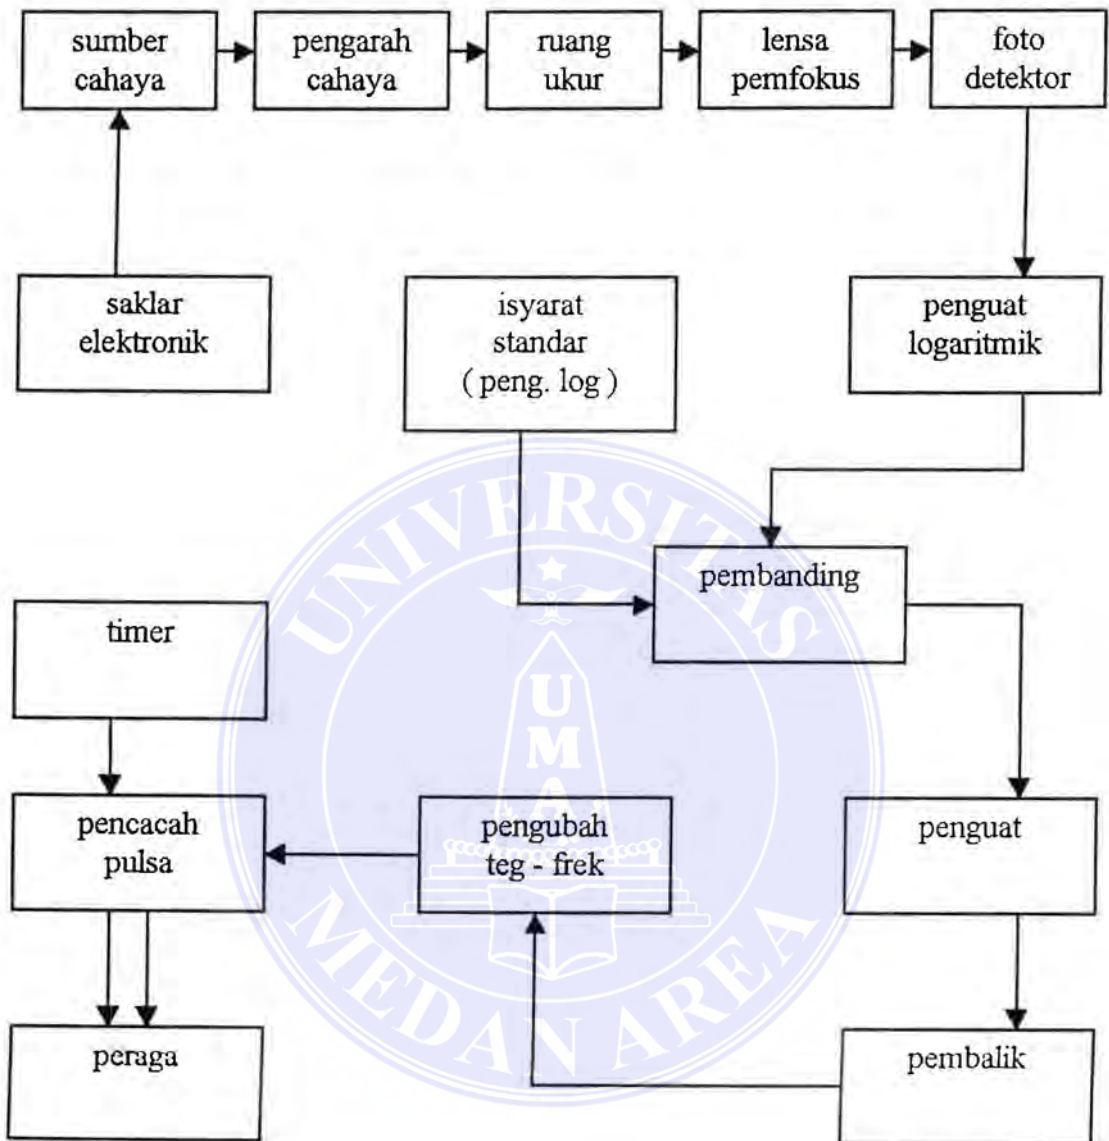 sumber
cahaya
pengarah
cahaya
ruang
ukur
lensa
pemfokus
foto
detektor
saklar
elektronik
isyarat
standar
( peng. log )
penguat
logaritmik
pembanding
timer
pencacah
pulsa
pengubah
teg - frek
penguat
peraga
pembalik
UNIVERSITAS
MEDAN AREA
UMA